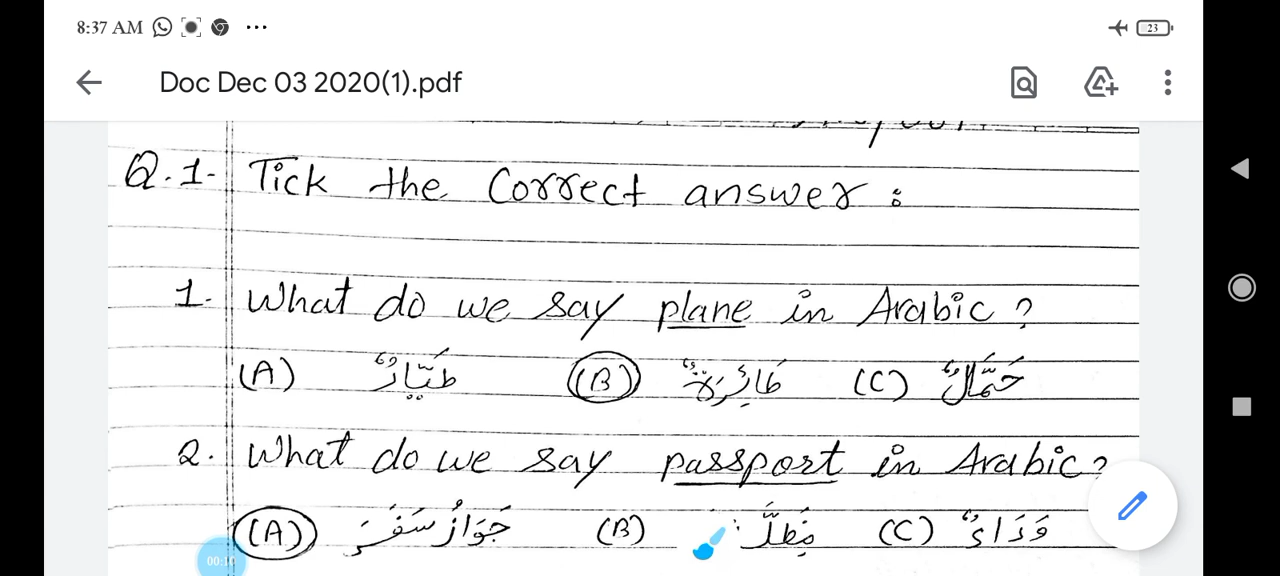 8:37 AM
23
Doc Dec 03 2020(1).pdf
Q.1- Tick the Correct answer :
1. What do we say plane in Arabic ?
(A) طَيَّارٌ (B) طَائِرَةٌ (C) حَمَّالٌ
2. What do we say passport in Arabic?
(A) جَوَازُ سَفَرٍ (B) (C)